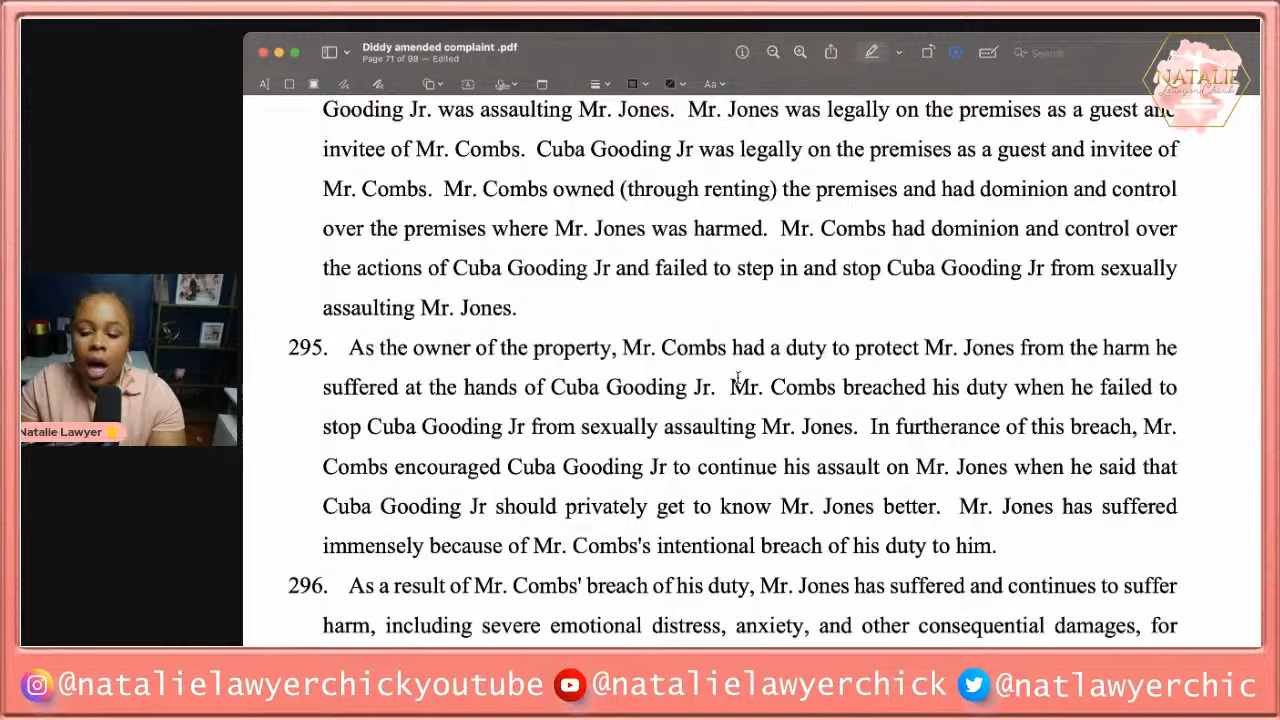 Diddy amended complaint .pdf
Page 71 of 98 — Edited
Search
NATALIE
LawyerChick
Gooding Jr. was assaulting Mr. Jones. Mr. Jones was legally on the premises as a guest and
invitee of Mr. Combs. Cuba Gooding Jr was legally on the premises as a guest and invitee of
Mr. Combs. Mr. Combs owned (through renting) the premises and had dominion and control
over the premises where Mr. Jones was harmed. Mr. Combs had dominion and control over
the actions of Cuba Gooding Jr and failed to step in and stop Cuba Gooding Jr from sexually
assaulting Mr. Jones.
295. As the owner of the property, Mr. Combs had a duty to protect Mr. Jones from the harm he
suffered at the hands of Cuba Gooding Jr. Mr. Combs breached his duty when he failed to
stop Cuba Gooding Jr from sexually assaulting Mr. Jones. In furtherance of this breach, Mr.
Combs encouraged Cuba Gooding Jr to continue his assault on Mr. Jones when he said that
Cuba Gooding Jr should privately get to know Mr. Jones better. Mr. Jones has suffered
immensely because of Mr. Combs's intentional breach of his duty to him.
296. As a result of Mr. Combs' breach of his duty, Mr. Jones has suffered and continues to suffer
harm, including severe emotional distress, anxiety, and other consequential damages, for
Natalie Lawyer
@natalielawyerchickyoutube @natalielawyerchick @natlawyerchic